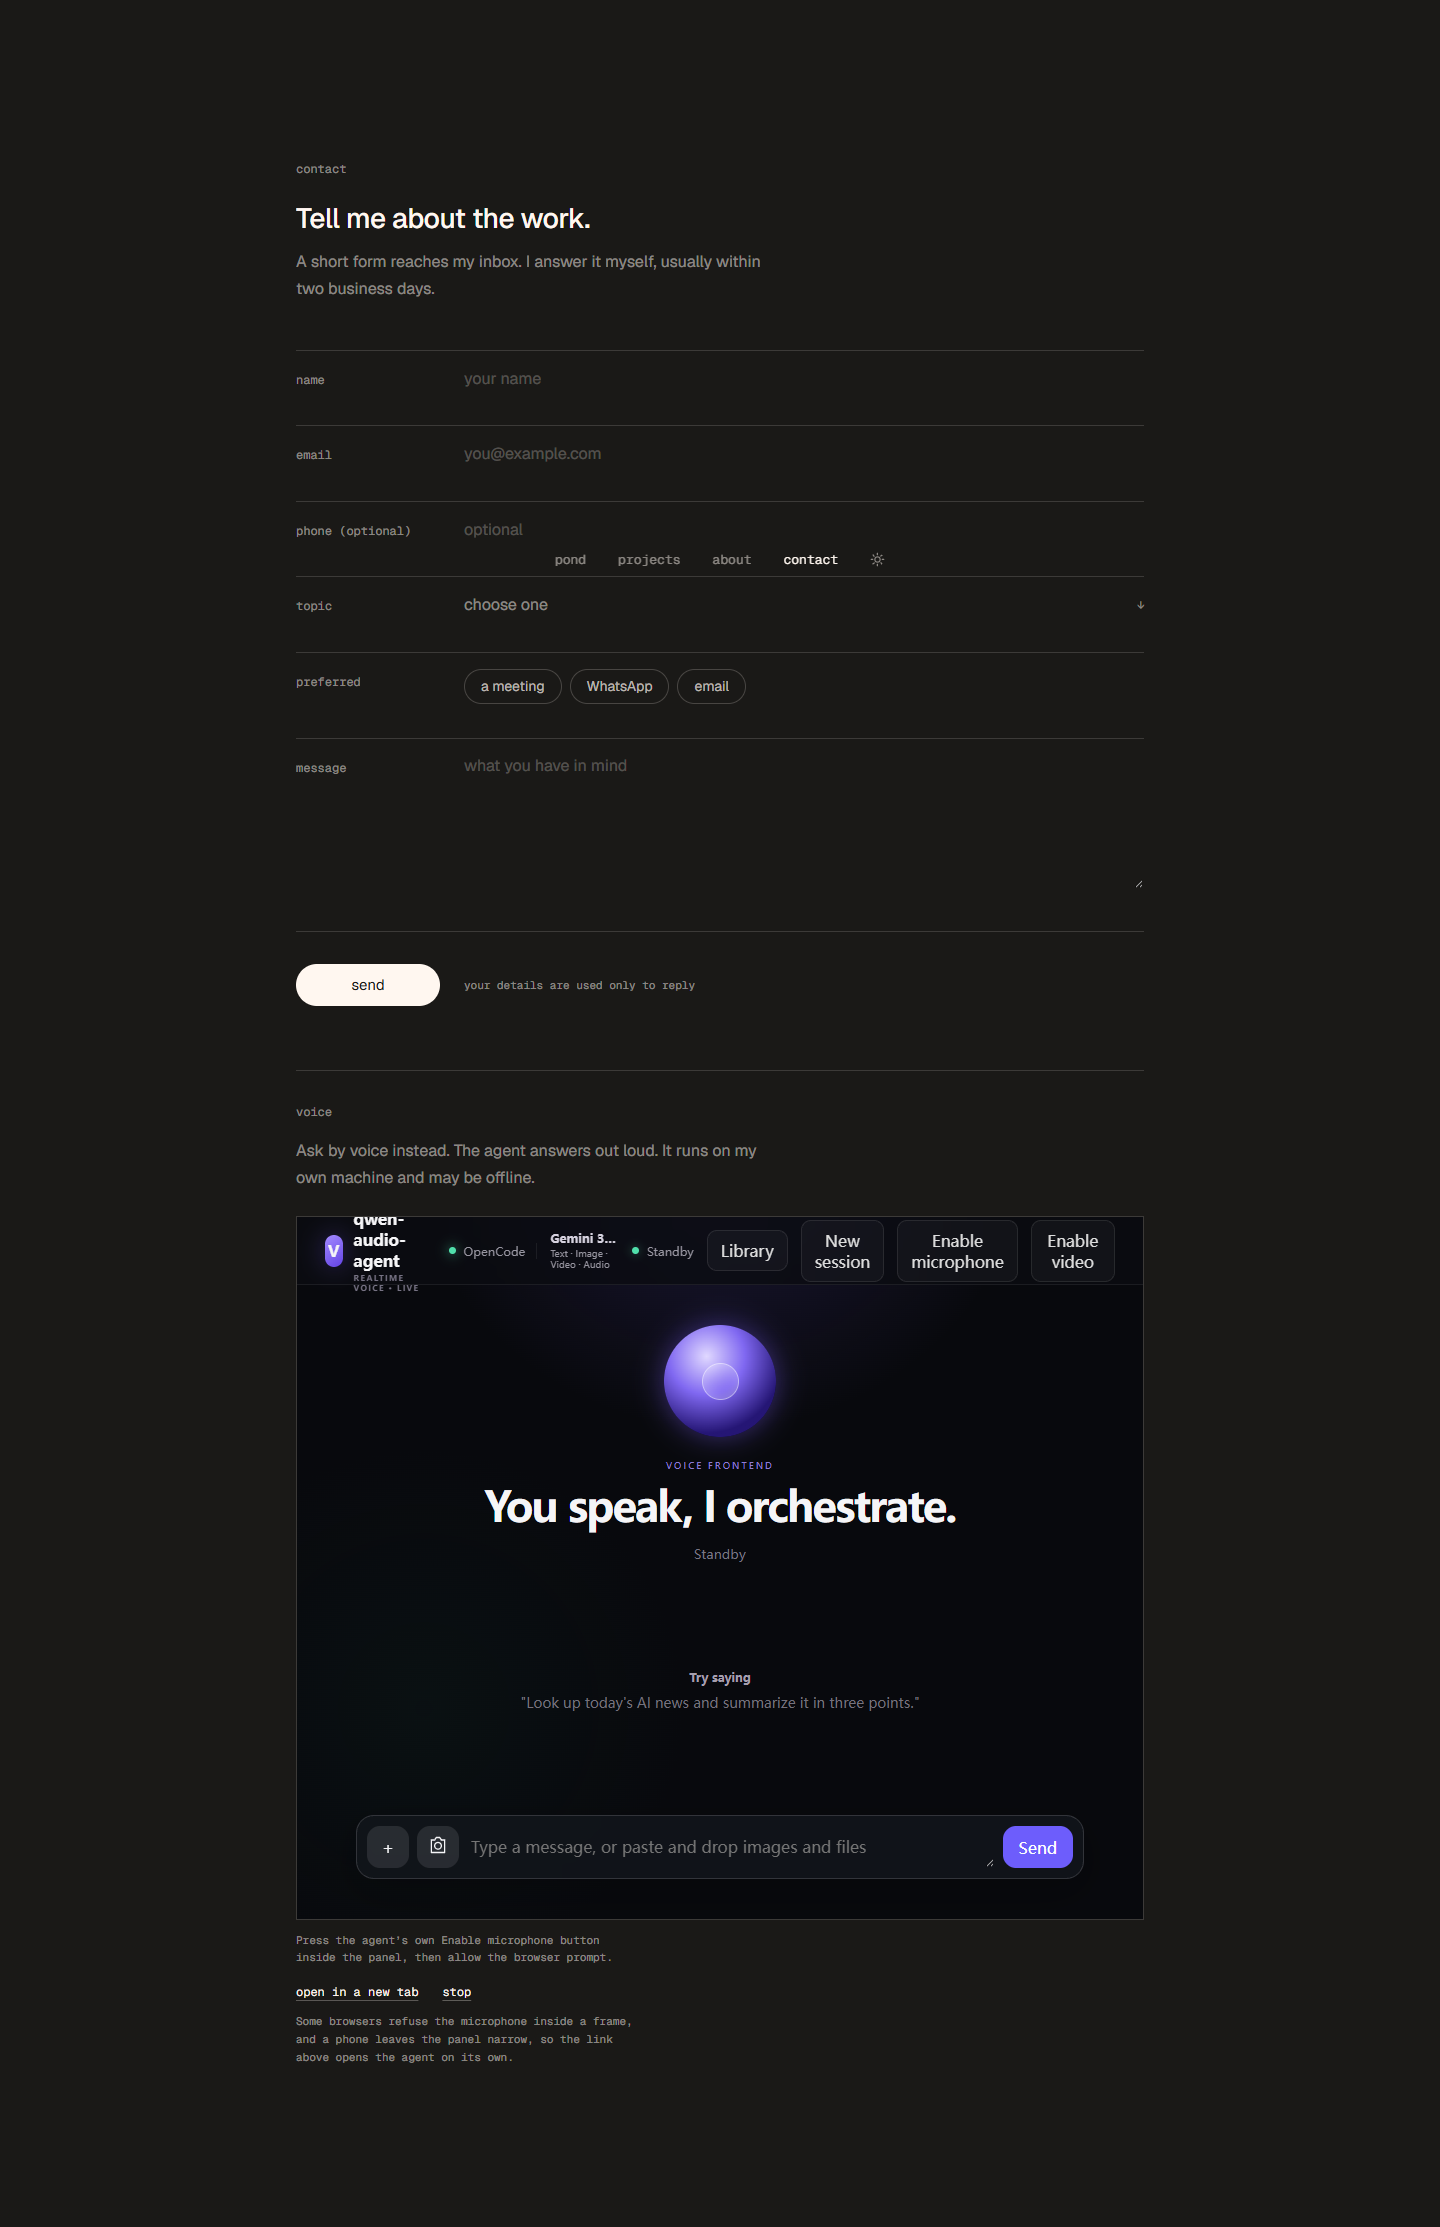 contact
Tell me about the work.
A short form reaches my inbox. I answer it myself, usually within
two business days.
name
your name
email
you@example.com
phone (optional)
optional
pond projects about contact
topic
choose one
preferred
a meeting WhatsApp email
message
what you have in mind
send
your details are used only to reply
voice
Ask by voice instead. The agent answers out loud. It runs on my
own machine and may be offline.
V
qwen-
audio-
agent
REALTIME
VOICE • LIVE
OpenCode
Gemini 3...
Text · Image ·
Video · Audio
Standby
Library
New
session
Enable
microphone
Enable
video
VOICE FRONTEND
You speak, I orchestrate.
Standby
Try saying
"Look up today's AI news and summarize it in three points."
+
Type a message, or paste and drop images and files
Send
Press the agent's own Enable microphone button
inside the panel, then allow the browser prompt.
open in a new tab stop
Some browsers refuse the microphone inside a frame,
and a phone leaves the panel narrow, so the link
above opens the agent on its own.